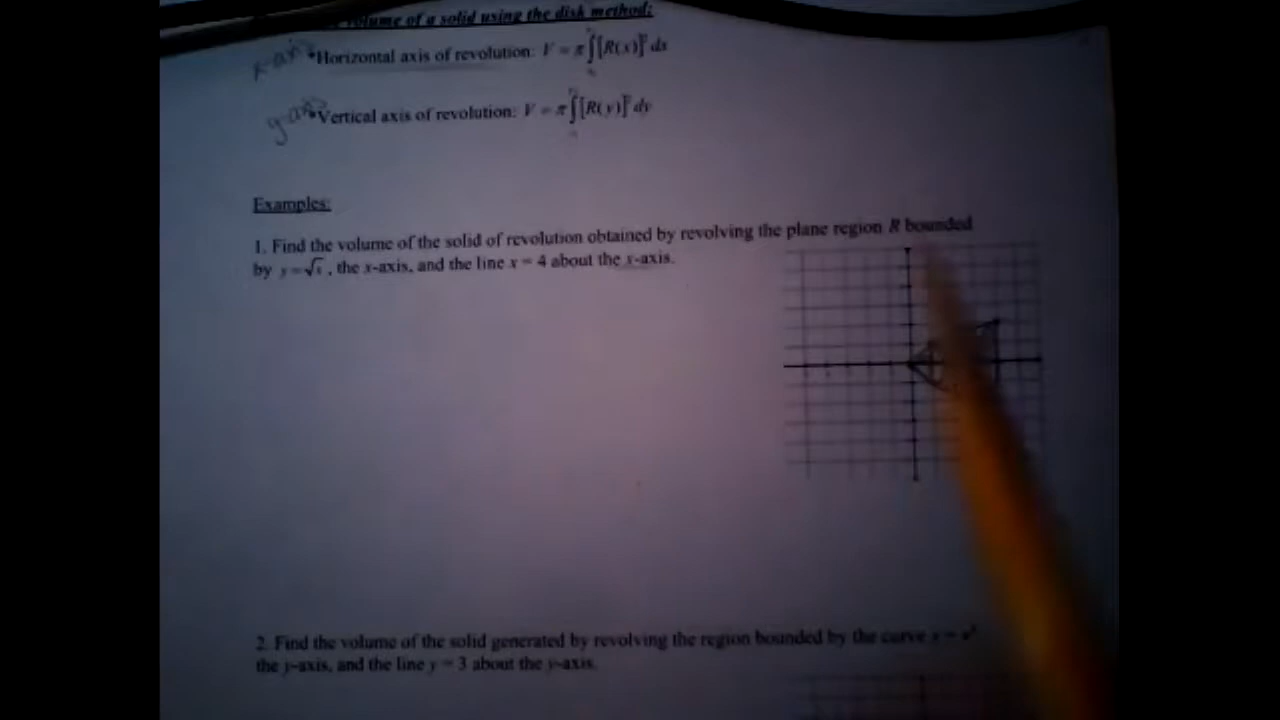 volume of a solid using the disk method:
x-axis •Horizontal axis of revolution: V = π∫[R(x)]² dx
y-axis •Vertical axis of revolution: V = π∫[R(y)]² dy
Examples:
1. Find the volume of the solid of revolution obtained by revolving the plane region R bounded
by y = √x, the x-axis, and the line x = 4 about the x-axis.
2. Find the volume of the solid generated by revolving the region bounded by the curve
the y-axis, and the line y = 3 about the y-axis.